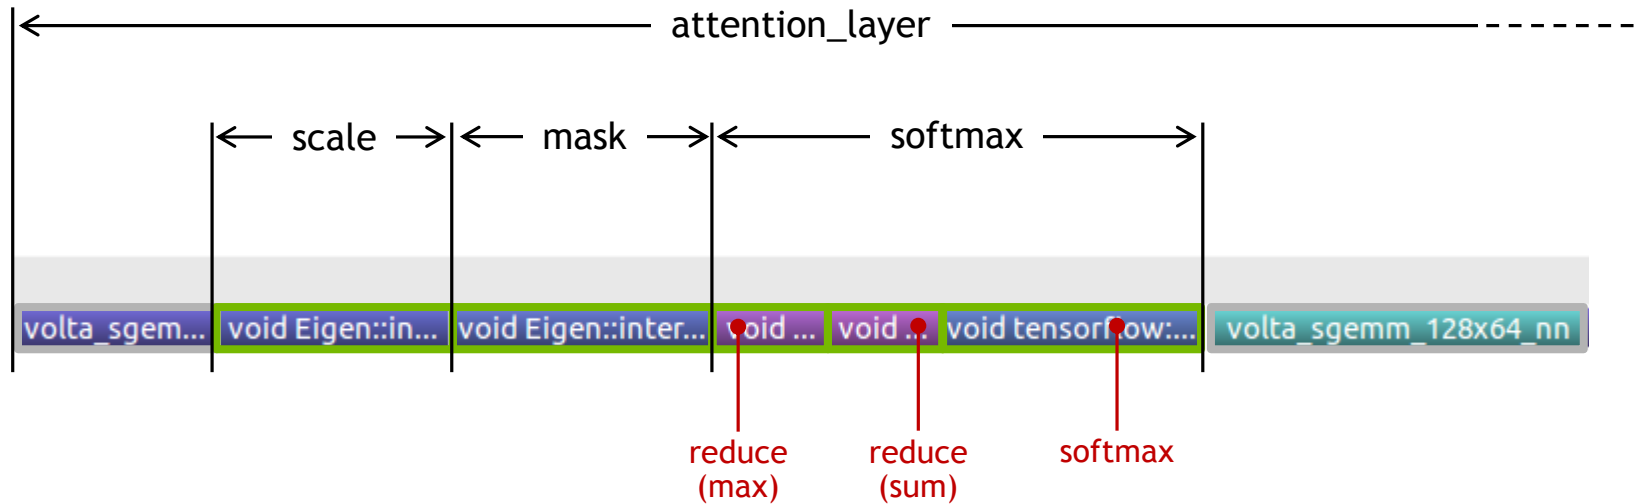 attention_layer
scale
mask
softmax
volta_sgem...
void Eigen::in...
void Eigen::inter...
void ...
void ...
void tensorflow:...
volta_sgemm_128x64_nn
reduce
(max)
reduce
(sum)
softmax